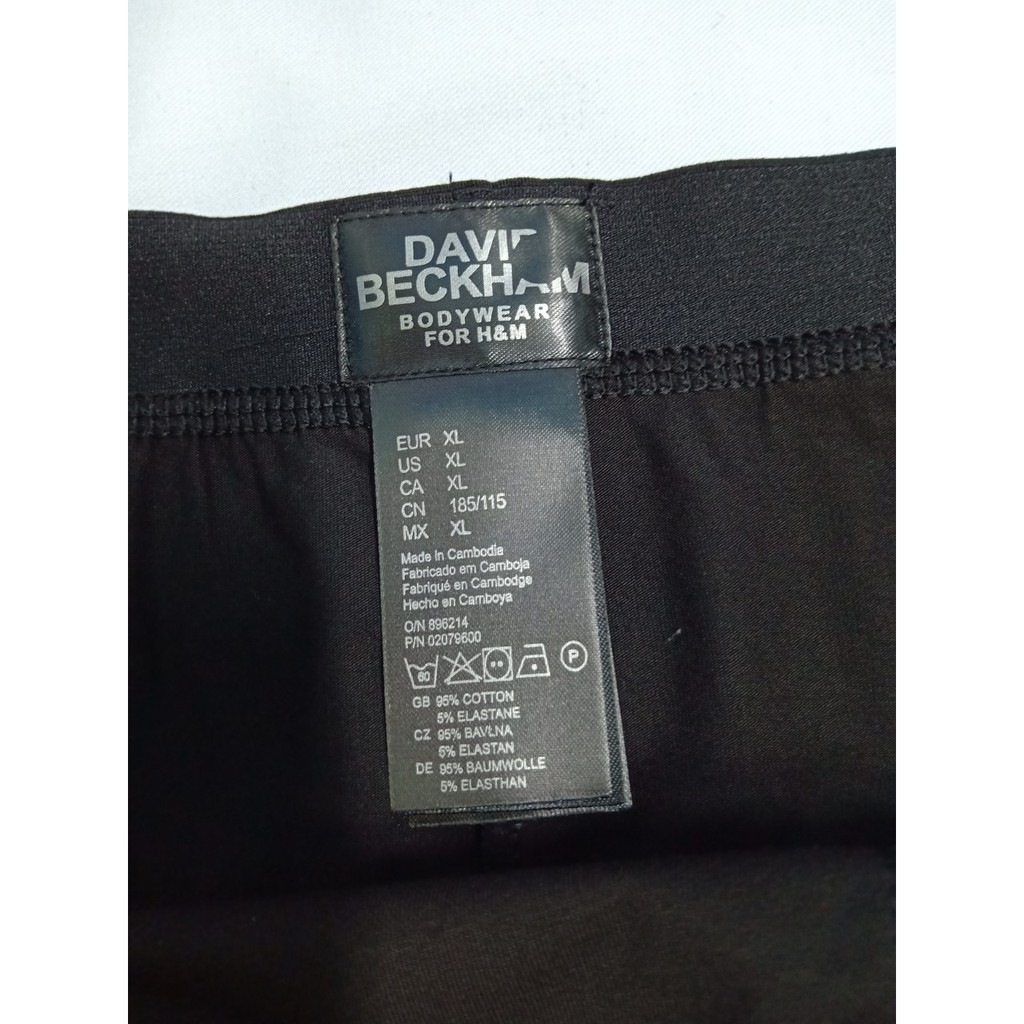 DAVID
BECKHAM
BODYWEAR
FOR H&M
EUR XL
US XL
CA XL
CN 185/115
MX XL
Made in Cambodia
Fabricado em Camboja
Fabriqué en Cambodge
Hecho en Camboya
O/N 896214
P/N 02079600
60 P
GB 95% COTTON
5% ELASTANE
CZ 95% BAVLNA
5% ELASTAN
DE 95% BAUMWOLLE
5% ELASTHAN